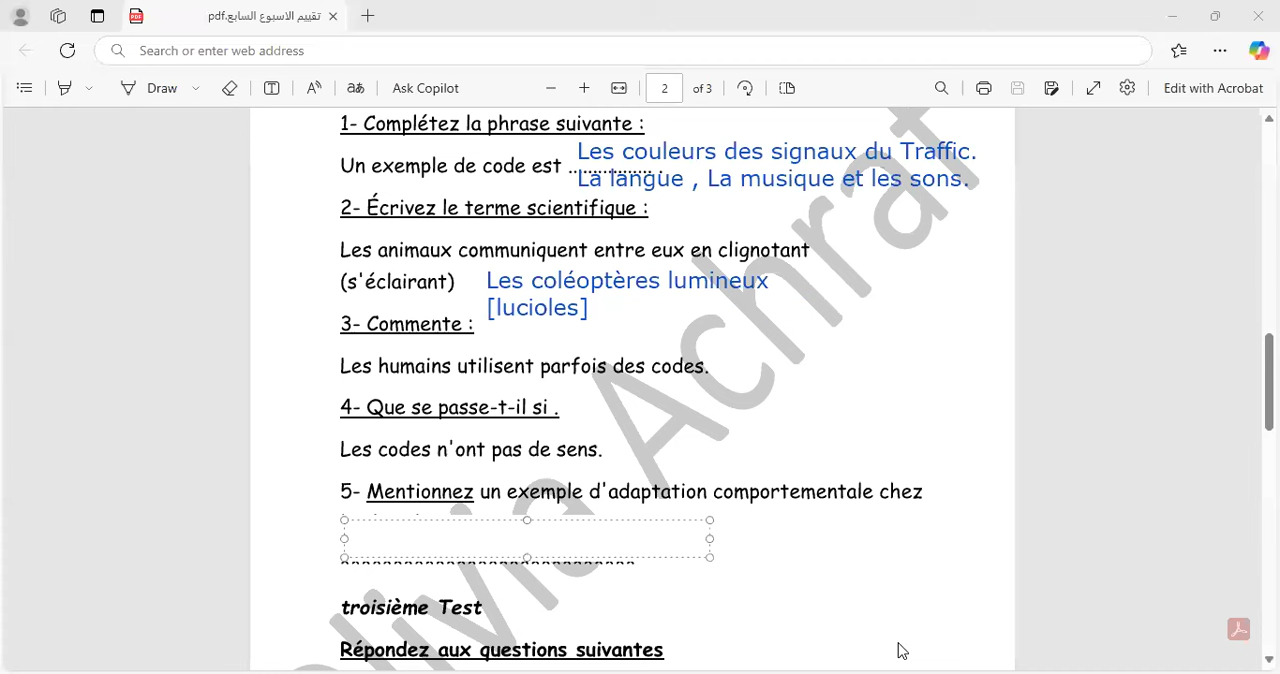 تقييم الاسبوع السابع.pdf
Search or enter web address
Draw
Ask Copilot
2 of 3
Edit with Acrobat
1- Complétez la phrase suivante :
Un exemple de code est ................ Les couleurs des signaux du Traffic.
La langue , La musique et les sons.
2- Écrivez le terme scientifique :
Les animaux communiquent entre eux en clignotant
(s'éclairant) Les coléoptères lumineux
[lucioles]
3- Commente :
Les humains utilisent parfois des codes.
4- Que se passe-t-il si .
Les codes n'ont pas de sens.
5- Mentionnez un exemple d'adaptation comportementale chez
troisième Test
Répondez aux questions suivantes
olivia Achraf